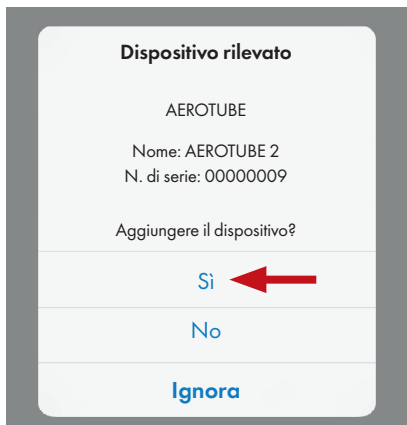 Dispositivo rilevato
AEROTUBE
Nome: AEROTUBE 2
N. di serie: 00000009
Aggiungere il dispositivo?
Sì
No
Ignora